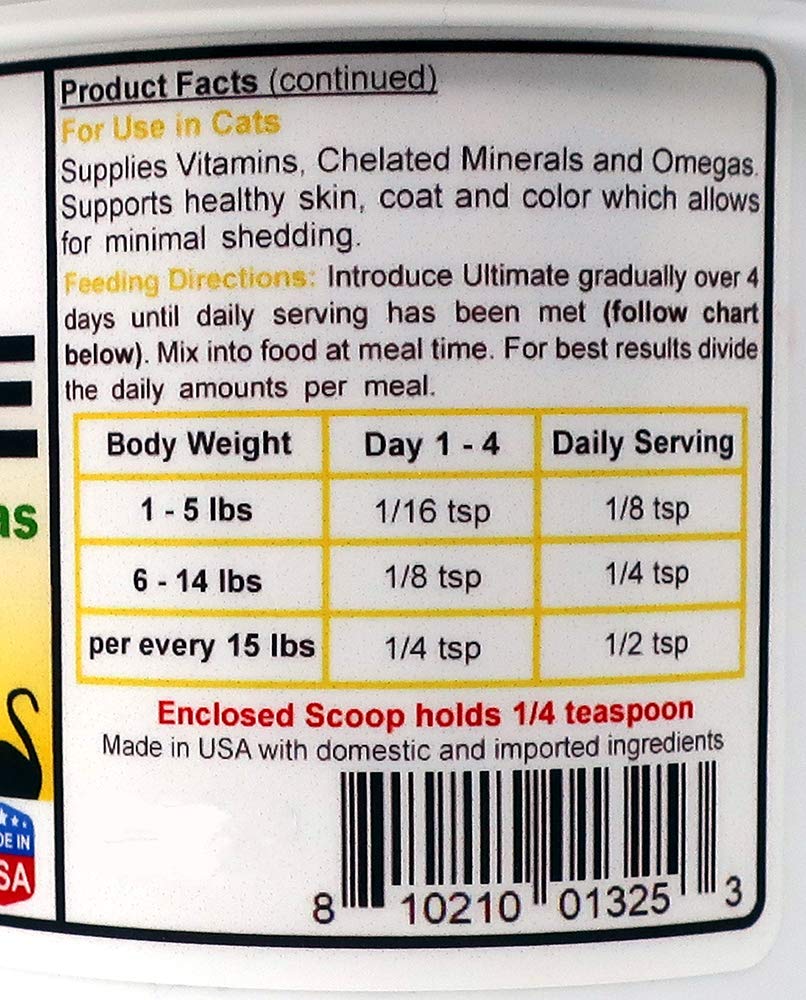 Product Facts (continued)
For Use in Cats
Supplies Vitamins, Chelated Minerals and Omegas.
Supports healthy skin, coat and color which allows
for minimal shedding.
Feeding Directions: Introduce Ultimate gradually over 4
days until daily serving has been met (follow chart
below). Mix into food at meal time. For best results divide
the daily amounts per meal.
Body Weight Day 1 - 4 Daily Serving
1 - 5 lbs 1/16 tsp 1/8 tsp
6 - 14 lbs 1/8 tsp 1/4 tsp
per every 15 lbs 1/4 tsp 1/2 tsp
Enclosed Scoop holds 1/4 teaspoon
Made in USA with domestic and imported ingredients
8 10210 01325 3